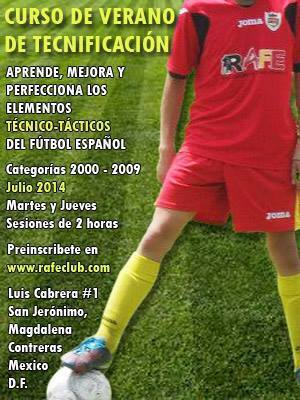 CURSO DE VERANO
DE TECNIFICACIÓN
APRENDE, MEJORA Y
PERFECCIONA LOS
ELEMENTOS
TÉCNICO-TÁCTICOS
DEL FÚTBOL ESPAÑOL
Categorías 2000 - 2009
Julio 2014
Martes y Jueves
Sesiones de 2 horas
Preinscribete en
www.rafeclub.com
Luis Cabrera #1
San Jerónimo,
Magdalena
Contreras
Mexico
D.F.
Joma
RAFE
Joma